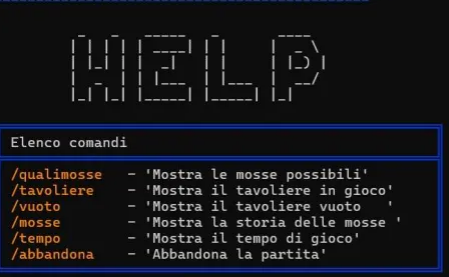 HELP
Elenco comandi
/qualimosse - 'Mostra le mosse possibili'
/tavoliere - 'Mostra il tavoliere in gioco'
/vuoto - 'Mostra il tavoliere vuoto '
/mosse - 'Mostra la storia delle mosse '
/tempo - 'Mostra il tempo di gioco'
/abbandona - 'Abbandona la partita'